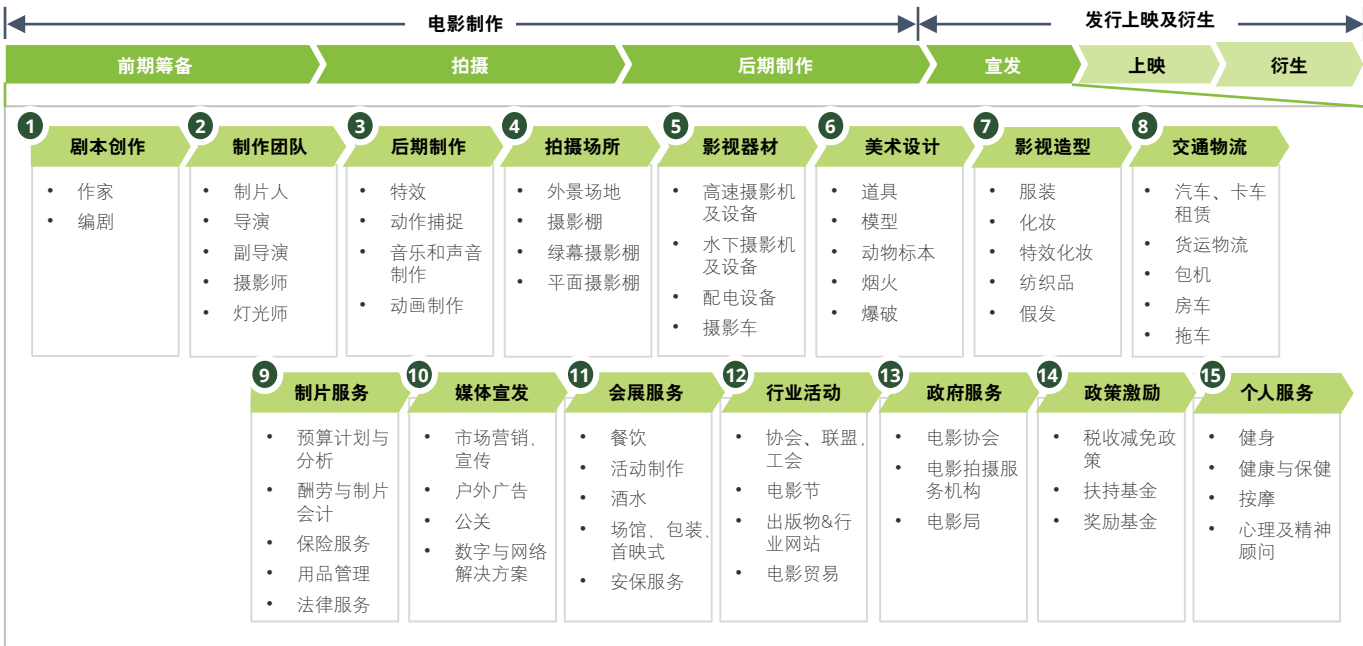 电影制作
发行上映及衍生
前期筹备
拍摄
后期制作
宣发
上映
衍生
1
剧本创作
• 作家
• 编剧
2
制作团队
• 制片人
• 导演
• 副导演
• 摄影师
• 灯光师
3
后期制作
• 特效
• 动作捕捉
• 音乐和声音
制作
• 动画制作
4
拍摄场所
• 外景场地
• 摄影棚
• 绿幕摄影棚
• 平面摄影棚
5
影视器材
• 高速摄影机
及设备
• 水下摄影机
及设备
• 配电设备
• 摄影车
6
美术设计
• 道具
• 模型
• 动物标本
• 烟火
• 爆破
7
影视造型
• 服装
• 化妆
• 特效化妆
• 纺织品
• 假发
8
交通物流
• 汽车、卡车
租赁
• 货运物流
• 包机
• 房车
• 拖车
9
制片服务
• 预算计划与
分析
• 酬劳与制片
会计
• 保险服务
• 用品管理
• 法律服务
10
媒体宣发
• 市场营销、
宣传
• 户外广告
• 公关
• 数字与网络
解决方案
11
会展服务
• 餐饮
• 活动制作
• 酒水
• 场馆、包装、
首映式
• 安保服务
12
行业活动
• 协会、联盟,
工会
• 电影节
• 出版物&行
业网站
• 电影贸易
13
政府服务
• 电影协会
• 电影拍摄服
务机构
• 电影局
14
政策激励
• 税收减免政
策
• 扶持基金
• 奖励基金
15
个人服务
• 健身
• 健康与保健
• 按摩
• 心理及精神
顾问